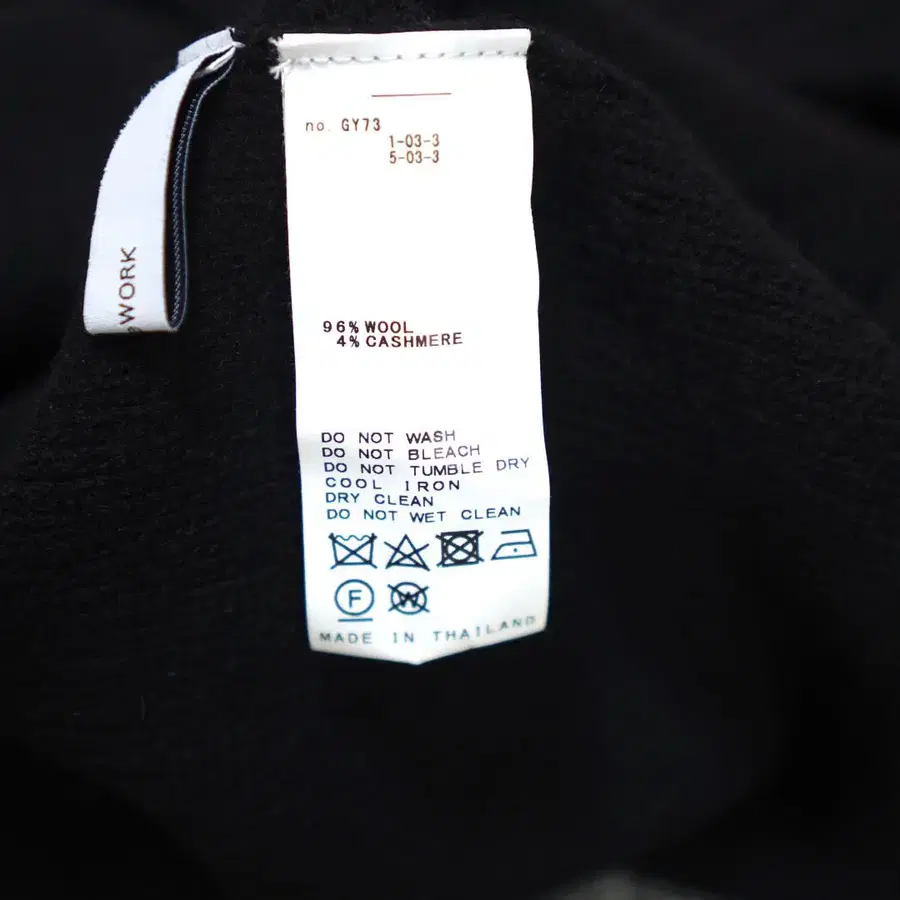 WORK
no. GY73
1-03-3
5-03-3
96% WOOL
4% CASHMERE
DO NOT WASH
DO NOT BLEACH
DO NOT TUMBLE DRY
COOL IRON
DRY CLEAN
DO NOT WET CLEAN
F
W
MADE IN THAILAND